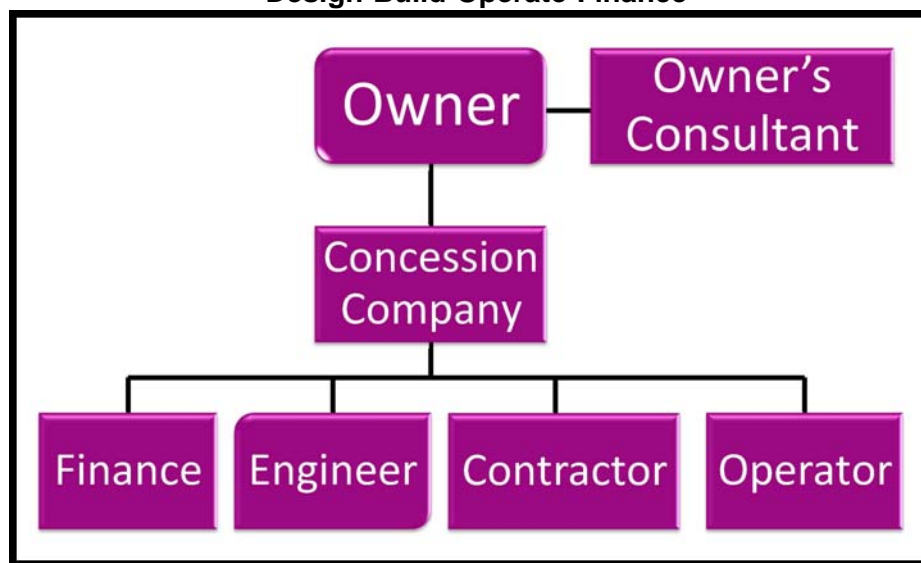 Design-Build-Operate-Finance
Owner
Owner's
Consultant
Concession
Company
Finance
Engineer
Contractor
Operator